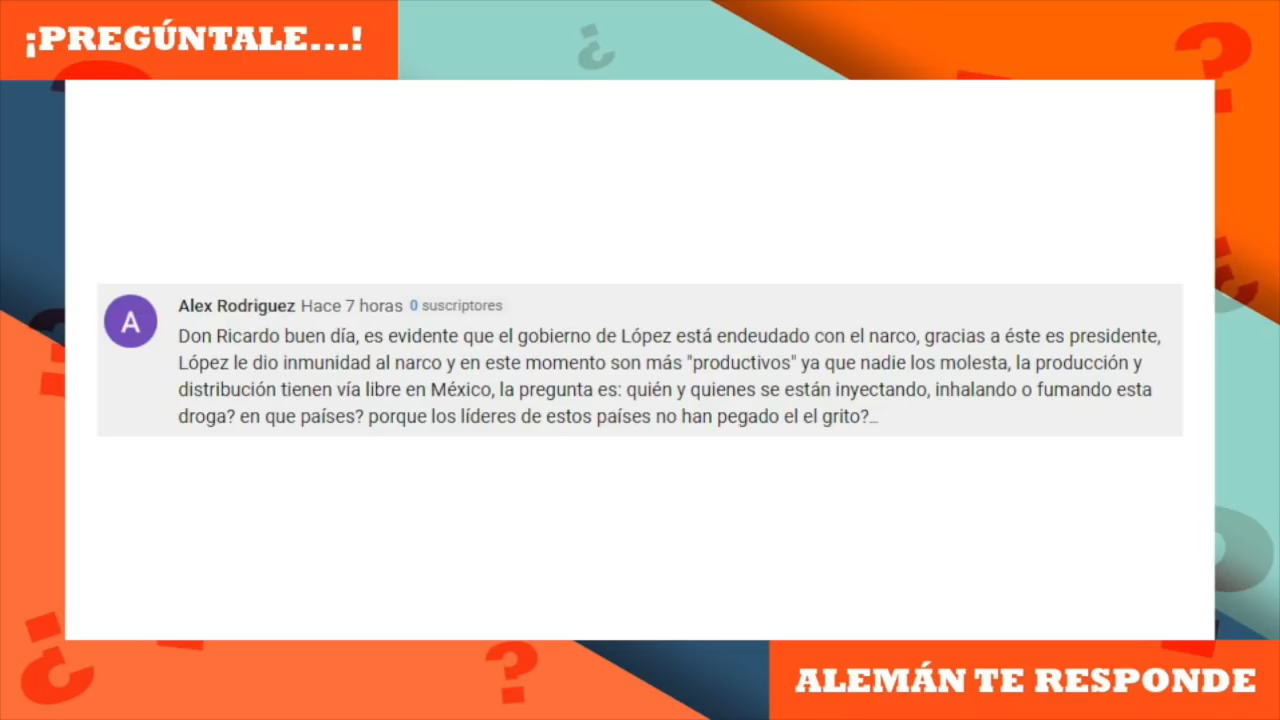 ¡PREGÚNTALE...!
A
Alex Rodriguez Hace 7 horas 0 suscriptores
Don Ricardo buen día, es evidente que el gobierno de López está endeudado con el narco, gracias a éste es presidente,
López le dio inmunidad al narco y en este momento son más "productivos" ya que nadie los molesta, la producción y
distribución tienen vía libre en México, la pregunta es: quién y quienes se están inyectando, inhalando o fumando esta
droga? en que países? porque los líderes de estos países no han pegado el el grito?...
ALEMÁN TE RESPONDE